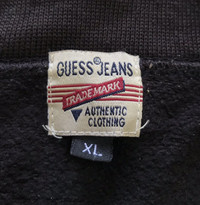 GUESS JEANS
TRADEMARK
AUTHENTIC
CLOTHING
XL